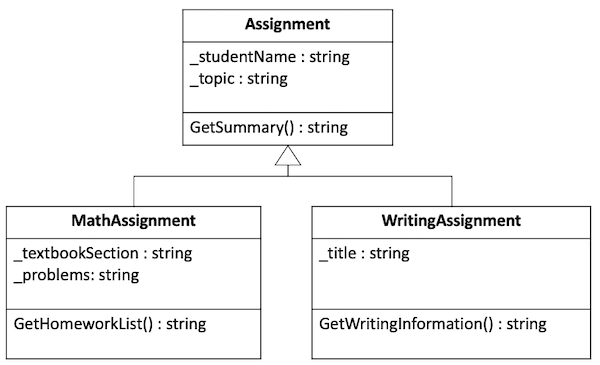 Assignment
_studentName : string
_topic : string
GetSummary() : string
MathAssignment
_textbookSection : string
_problems: string
GetHomeworkList() : string
WritingAssignment
_title : string
GetWritingInformation() : string